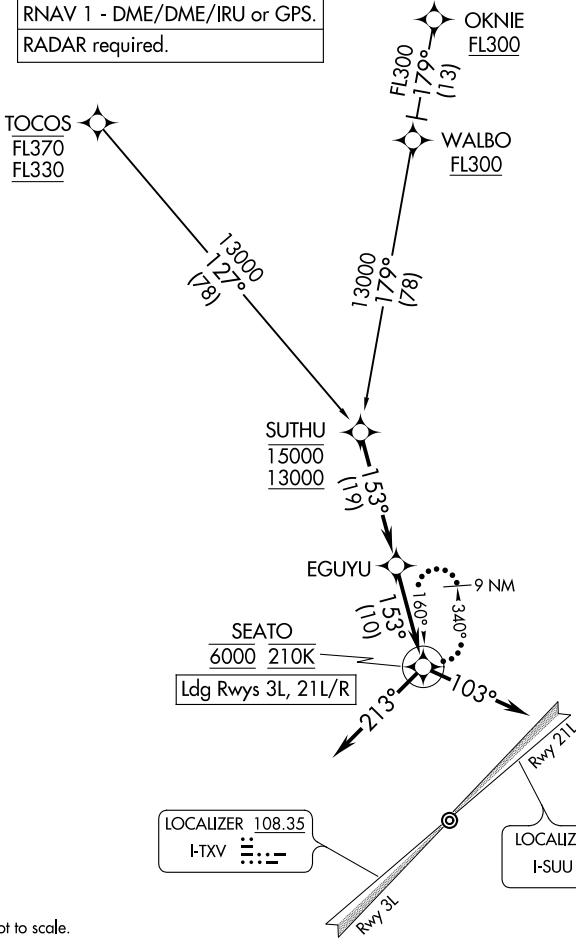 RNAV 1 - DME/DME/IRU or GPS.
RADAR required.
OKNIE
FL300
FL300
179°
(13)
TOCOS
FL370
FL330
WALBO
FL300
13000
127°
(78)
13000
179°
(78)
SUTHU
15000
13000
153°
(19)
EGUYU
9 NM
160°
340°
153°
(10)
SEATO
6000 210K
Ldg Rwys 3L, 21L/R
213°
103°
Rwy 21L
LOCALIZER 108.35
I-TXV
LOCALIZ
I-SUU
Rwy 3L
ot to scale.